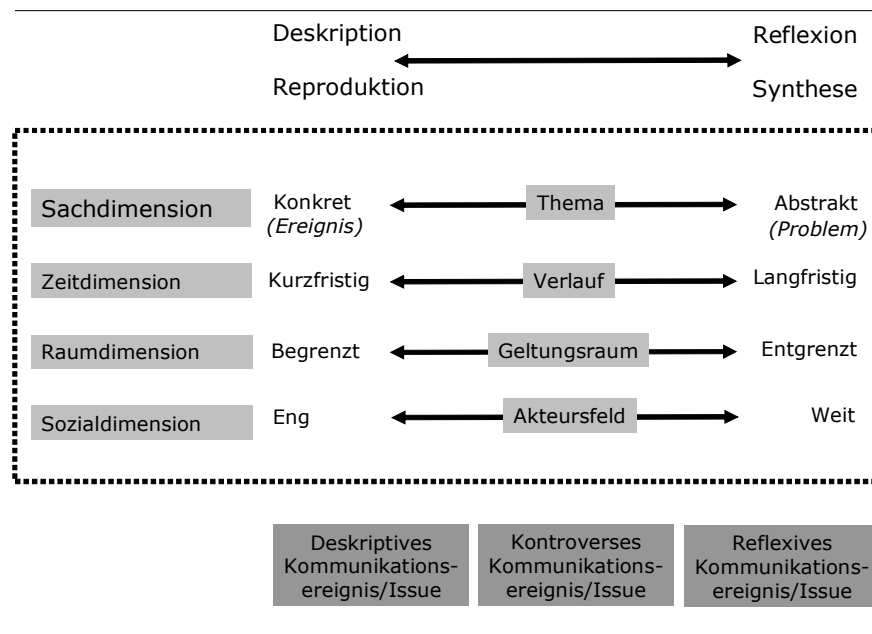 Deskription Reflexion
Reproduktion Synthese
Sachdimension Konkret Thema Abstrakt
(Ereignis) (Problem)
Zeitdimension Kurzfristig Verlauf Langfristig
Raumdimension Begrenzt Geltungsraum Entgrenzt
Sozialdimension Eng Akteursfeld Weit
Deskriptives
Kommunikations-
ereignis/Issue
Kontroverses
Kommunikations-
ereignis/Issue
Reflexives
Kommunikations-
ereignis/Issue